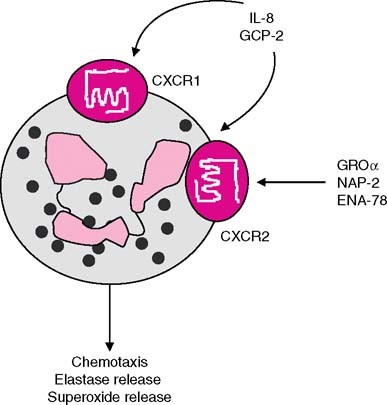 IL-8
GCP-2
CXCR1
GROα
NAP-2
ENA-78
CXCR2
Chemotaxis
Elastase release
Superoxide release